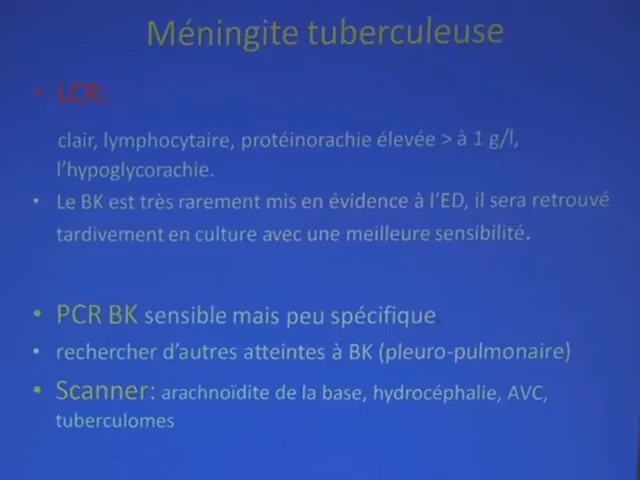 Méningite tuberculeuse
• LCR:
clair, lymphocytaire, protéinorachie élevée > à 1 g/l,
l'hypoglycorachie.
• Le BK est très rarement mis en évidence à l'ED, il sera retrouvé
tardivement en culture avec une meilleure sensibilité.
• PCR BK sensible mais peu spécifique
• rechercher d'autres atteintes à BK (pleuro-pulmonaire)
• Scanner: arachnoïdite de la base, hydrocéphalie, AVC,
tuberculomes